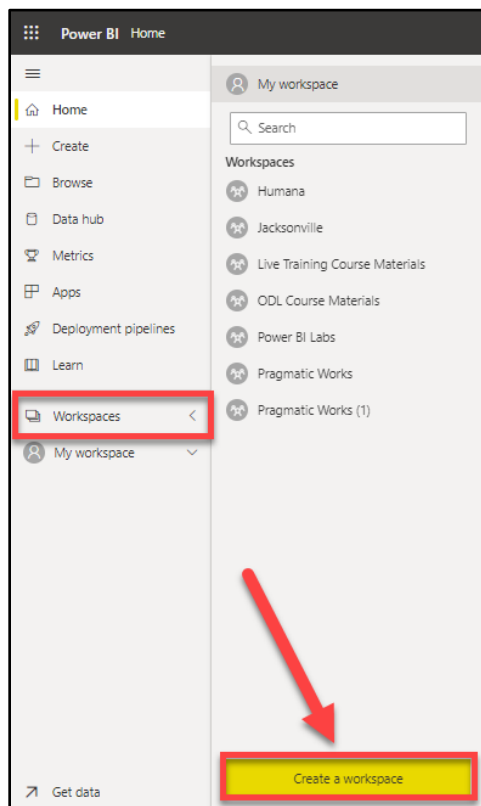 Power BI Home
Home
Create
Browse
Data hub
Metrics
Apps
Deployment pipelines
Learn
Workspaces
My workspace
Get data
My workspace
Search
Workspaces
Humana
Jacksonville
Live Training Course Materials
ODL Course Materials
Power BI Labs
Pragmatic Works
Pragmatic Works (1)
Create a workspace